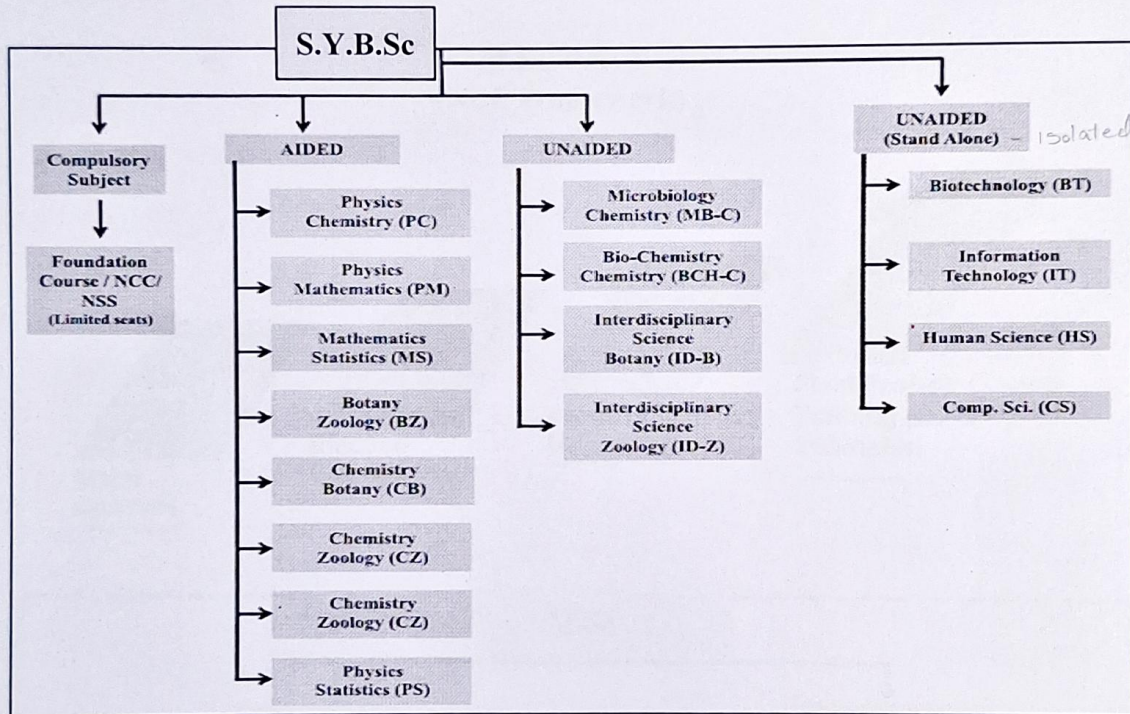 S.Y.B.Sc
Compulsory
Subject
Foundation
Course / NCC/
NSS
(Limited seats)
AIDED
Physics
Chemistry (PC)
Physics
Mathematics (PM)
Mathematics
Statistics (MS)
Botany
Zoology (BZ)
Chemistry
Botany (CB)
Chemistry
Zoology (CZ)
Chemistry
Zoology (CZ)
Physics
Statistics (PS)
UNAIDED
Microbiology
Chemistry (MB-C)
Bio-Chemistry
Chemistry (BCH-C)
Interdisciplinary
Science
Botany (ID-B)
Interdisciplinary
Science
Zoology (ID-Z)
UNAIDED
(Stand Alone) - isolated
Biotechnology (BT)
Information
Technology (IT)
Human Science (HS)
Comp. Sci. (CS)